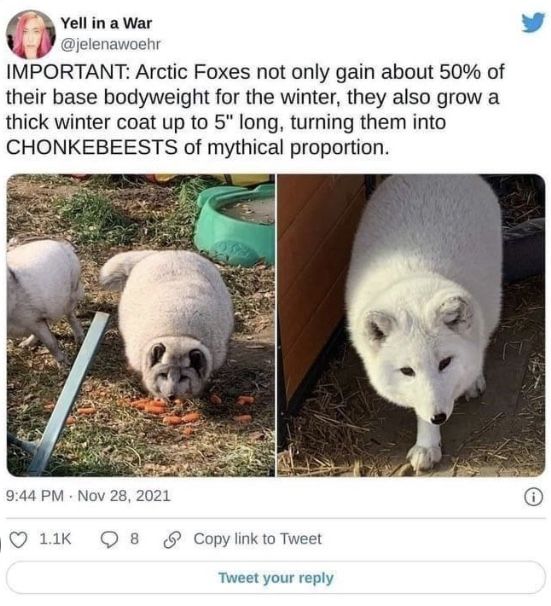 Yell in a War
@jelenawoehr
IMPORTANT: Arctic Foxes not only gain about 50% of
their base bodyweight for the winter, they also grow a
thick winter coat up to 5" long, turning them into
CHONKEBEESTS of mythical proportion.
9:44 PM · Nov 28, 2021
1.1K 8 Copy link to Tweet
Tweet your reply